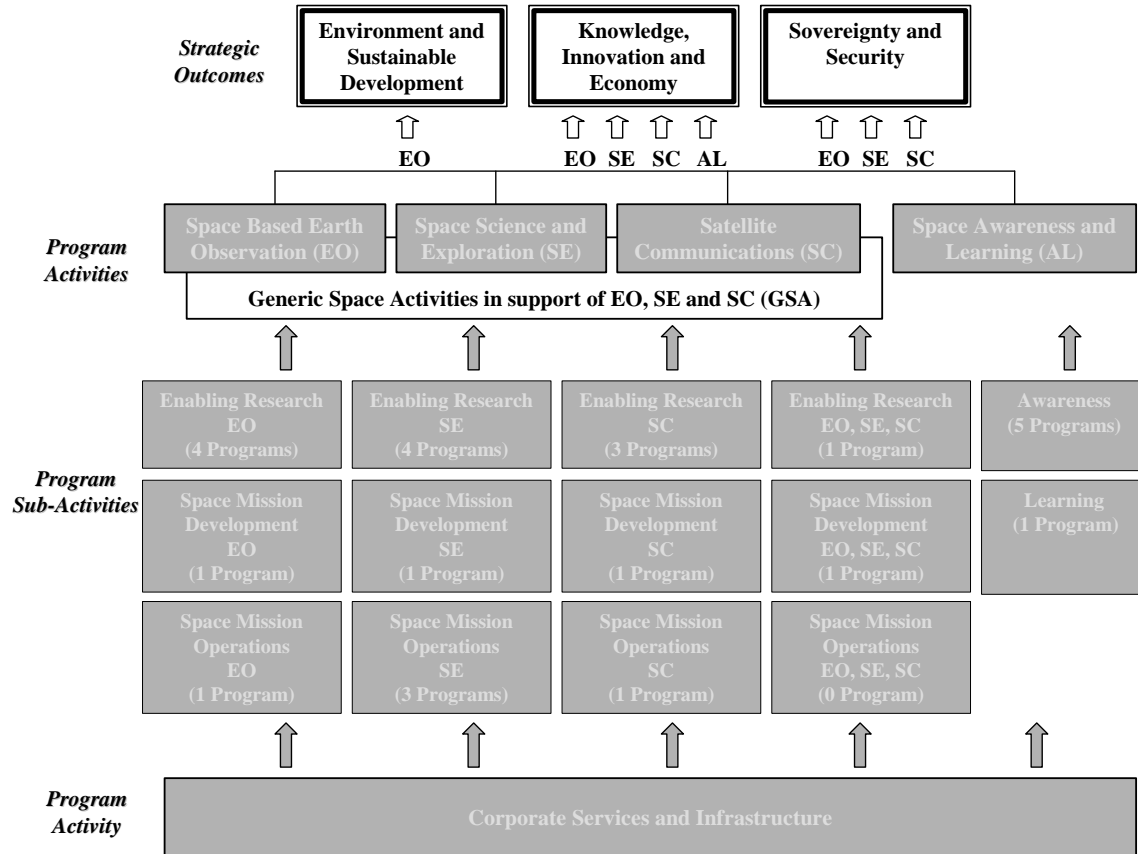 Strategic
Outcomes
Environment and
Sustainable
Development
Knowledge,
Innovation and
Economy
Sovereignty and
Security
EO
EO SE SC AL
EO SE SC
Program
Activities
Space Based Earth
Observation (EO)
Space Science and
Exploration (SE)
Satellite
Communications (SC)
Space Awareness and
Learning (AL)
Generic Space Activities in support of EO, SE and SC (GSA)
Program
Sub-Activities
Enabling Research
EO
(4 Programs)
Enabling Research
SE
(4 Programs)
Enabling Research
SC
(3 Programs)
Enabling Research
EO, SE, SC
(1 Program)
Awareness
(5 Programs)
Space Mission
Development
EO
(1 Program)
Space Mission
Development
SE
(1 Program)
Space Mission
Development
SC
(1 Program)
Space Mission
Development
EO, SE, SC
(1 Program)
Learning
(1 Program)
Space Mission
Operations
EO
(1 Program)
Space Mission
Operations
SE
(3 Programs)
Space Mission
Operations
SC
(1 Program)
Space Mission
Operations
EO, SE, SC
(0 Program)
Program
Activity
Corporate Services and Infrastructure